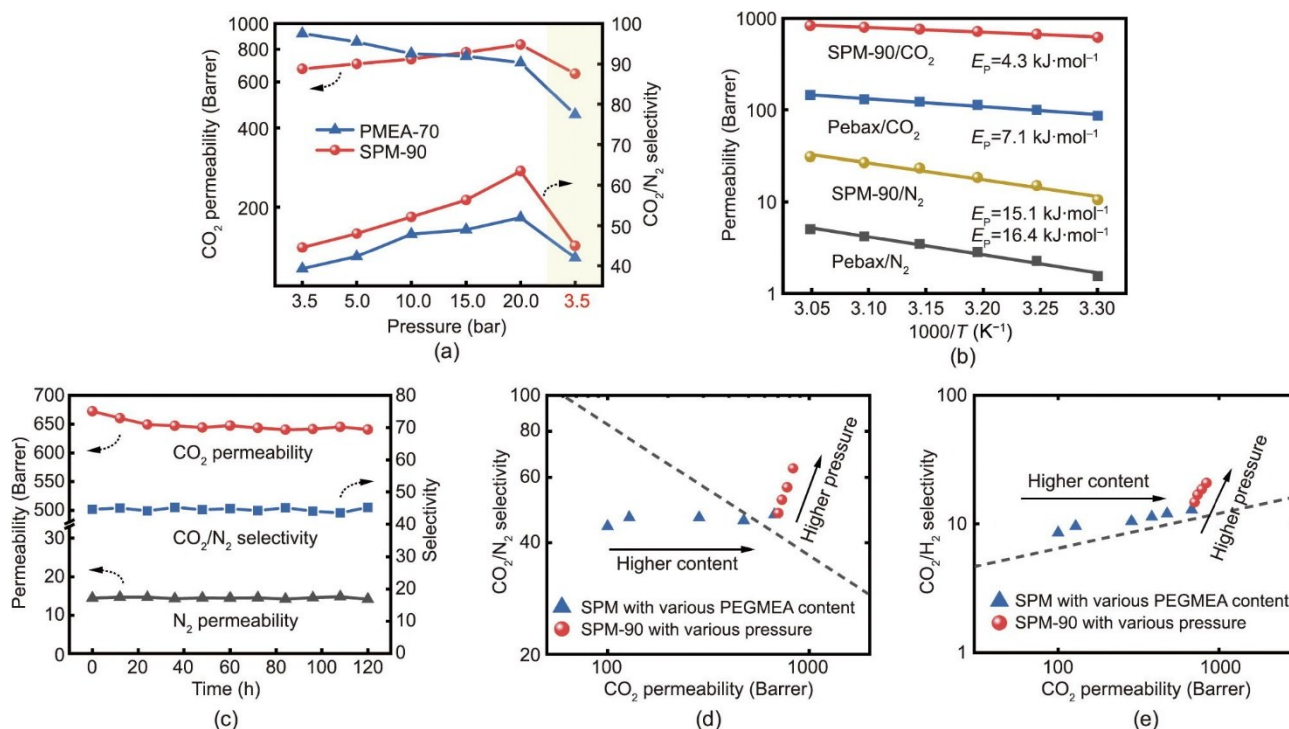 1000
800
600
400
200
CO₂ permeability (Barrer)
PMEA-70
SPM-90
100
90
80
70
60
50
40
CO₂/N₂ selectivity
3.5 5.0 10.0 15.0 20.0 3.5
Pressure (bar)
(a)
1000
100
10
1
Permeability (Barrer)
SPM-90/CO₂
Eₚ=4.3 kJ·mol⁻¹
Pebax/CO₂
Eₚ=7.1 kJ·mol⁻¹
SPM-90/N₂
Eₚ=15.1 kJ·mol⁻¹
Eₚ=16.4 kJ·mol⁻¹
Pebax/N₂
3.05 3.10 3.15 3.20 3.25 3.30
1000/T (K⁻¹)
(b)
700
650
600
550
500
30
15
0
Permeability (Barrer)
CO₂ permeability
CO₂/N₂ selectivity
N₂ permeability
80
70
60
50
40
30
20
10
0
Selectivity
0 20 40 60 80 100 120
Time (h)
(c)
100
80
60
40
20
CO₂/N₂ selectivity
Higher pressure
Higher content
SPM with various PEGMEA content
SPM-90 with various pressure
100 1000
CO₂ permeability (Barrer)
(d)
100
10
1
CO₂/H₂ selectivity
Higher content
Higher pressure
SPM with various PEGMEA content
SPM-90 with various pressure
100 1000
CO₂ permeability (Barrer)
(e)